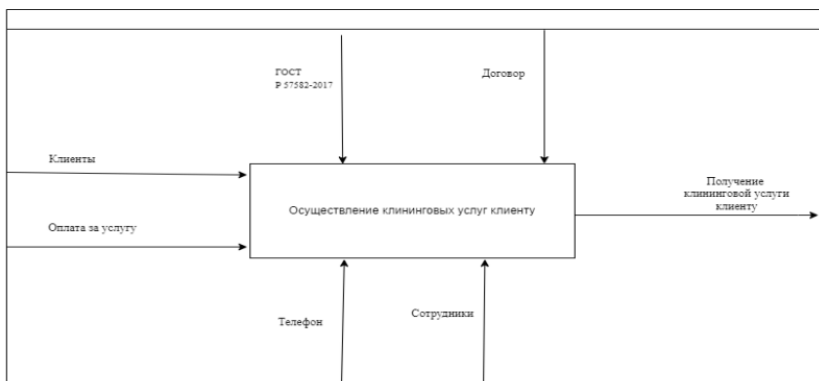 ГОСТ
Р 57582-2017
Договор
Клиенты
Оплата за услугу
Осуществление клининговых услуг клиенту
Получение
клининговой услуги
клиенту
Телефон
Сотрудники